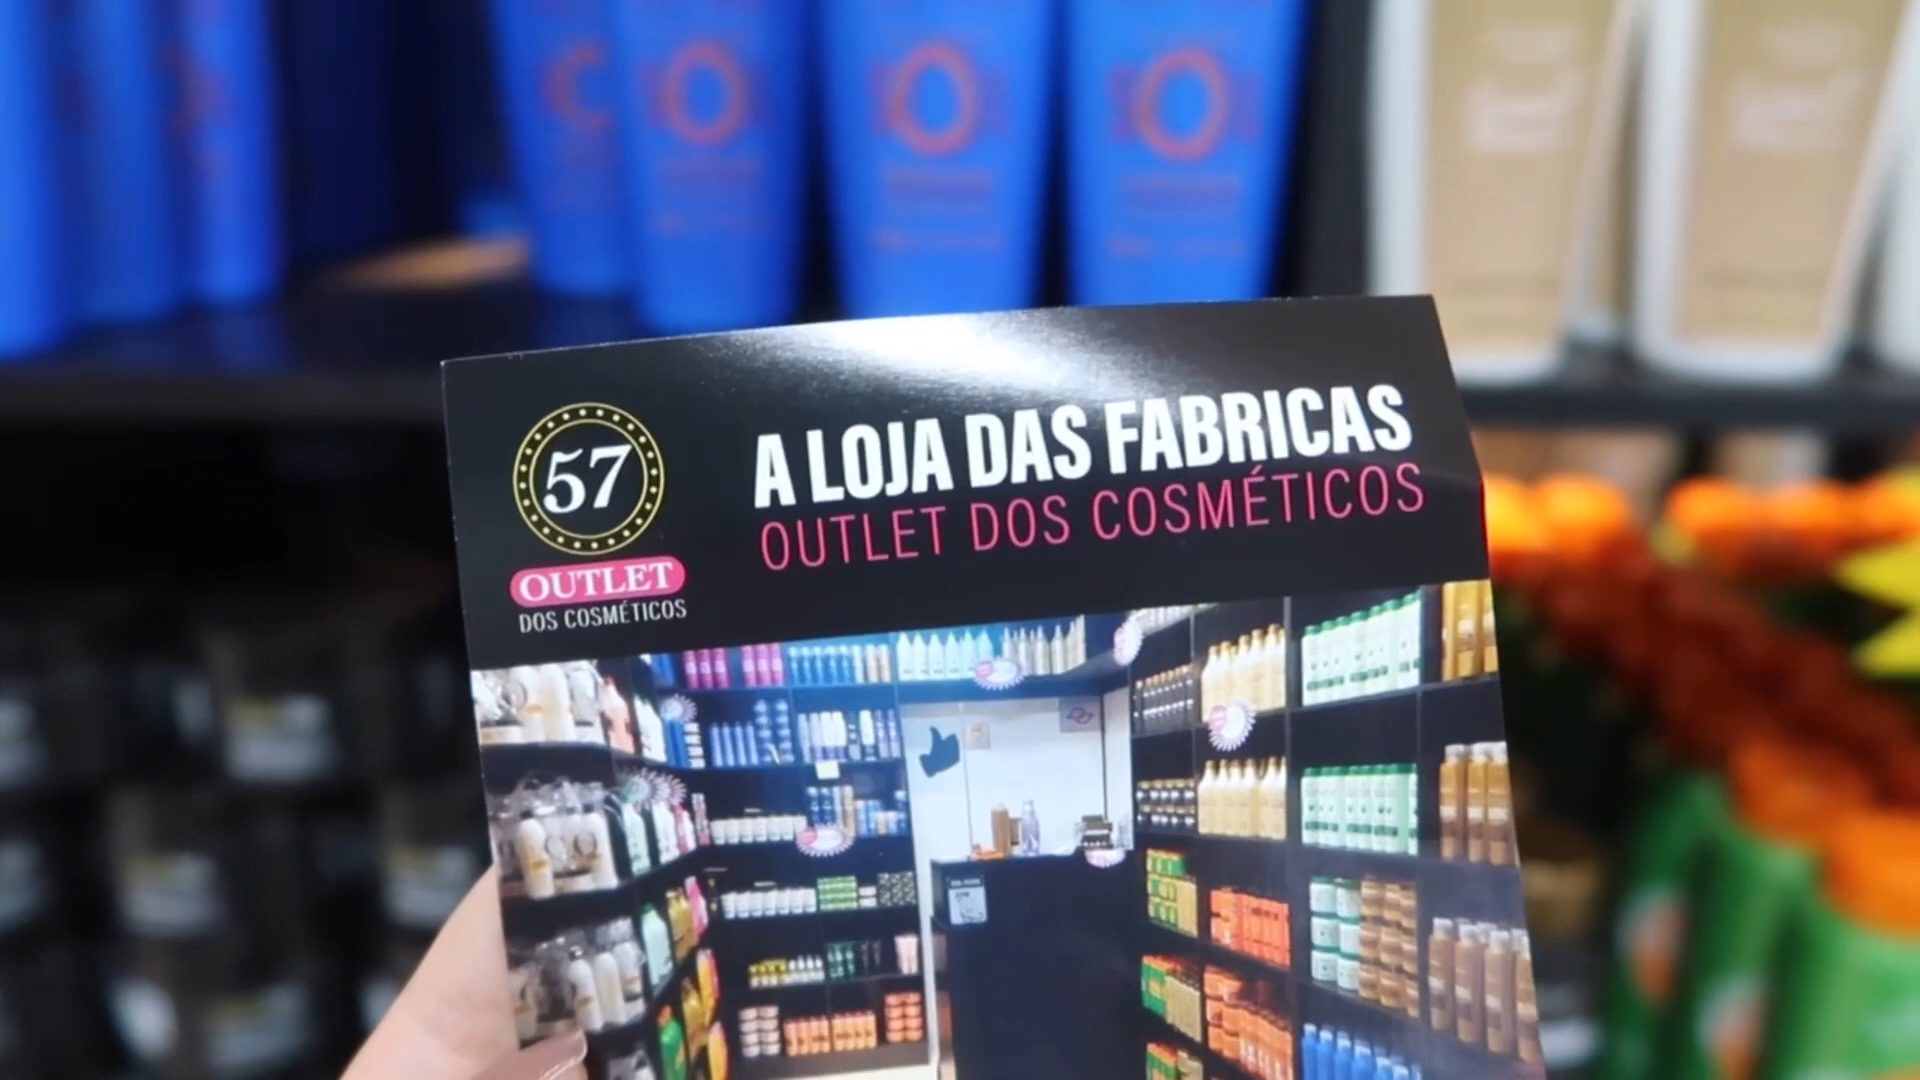 57
OUTLET
DOS COSMÉTICOS
A LOJA DAS FABRICAS
OUTLET DOS COSMÉTICOS